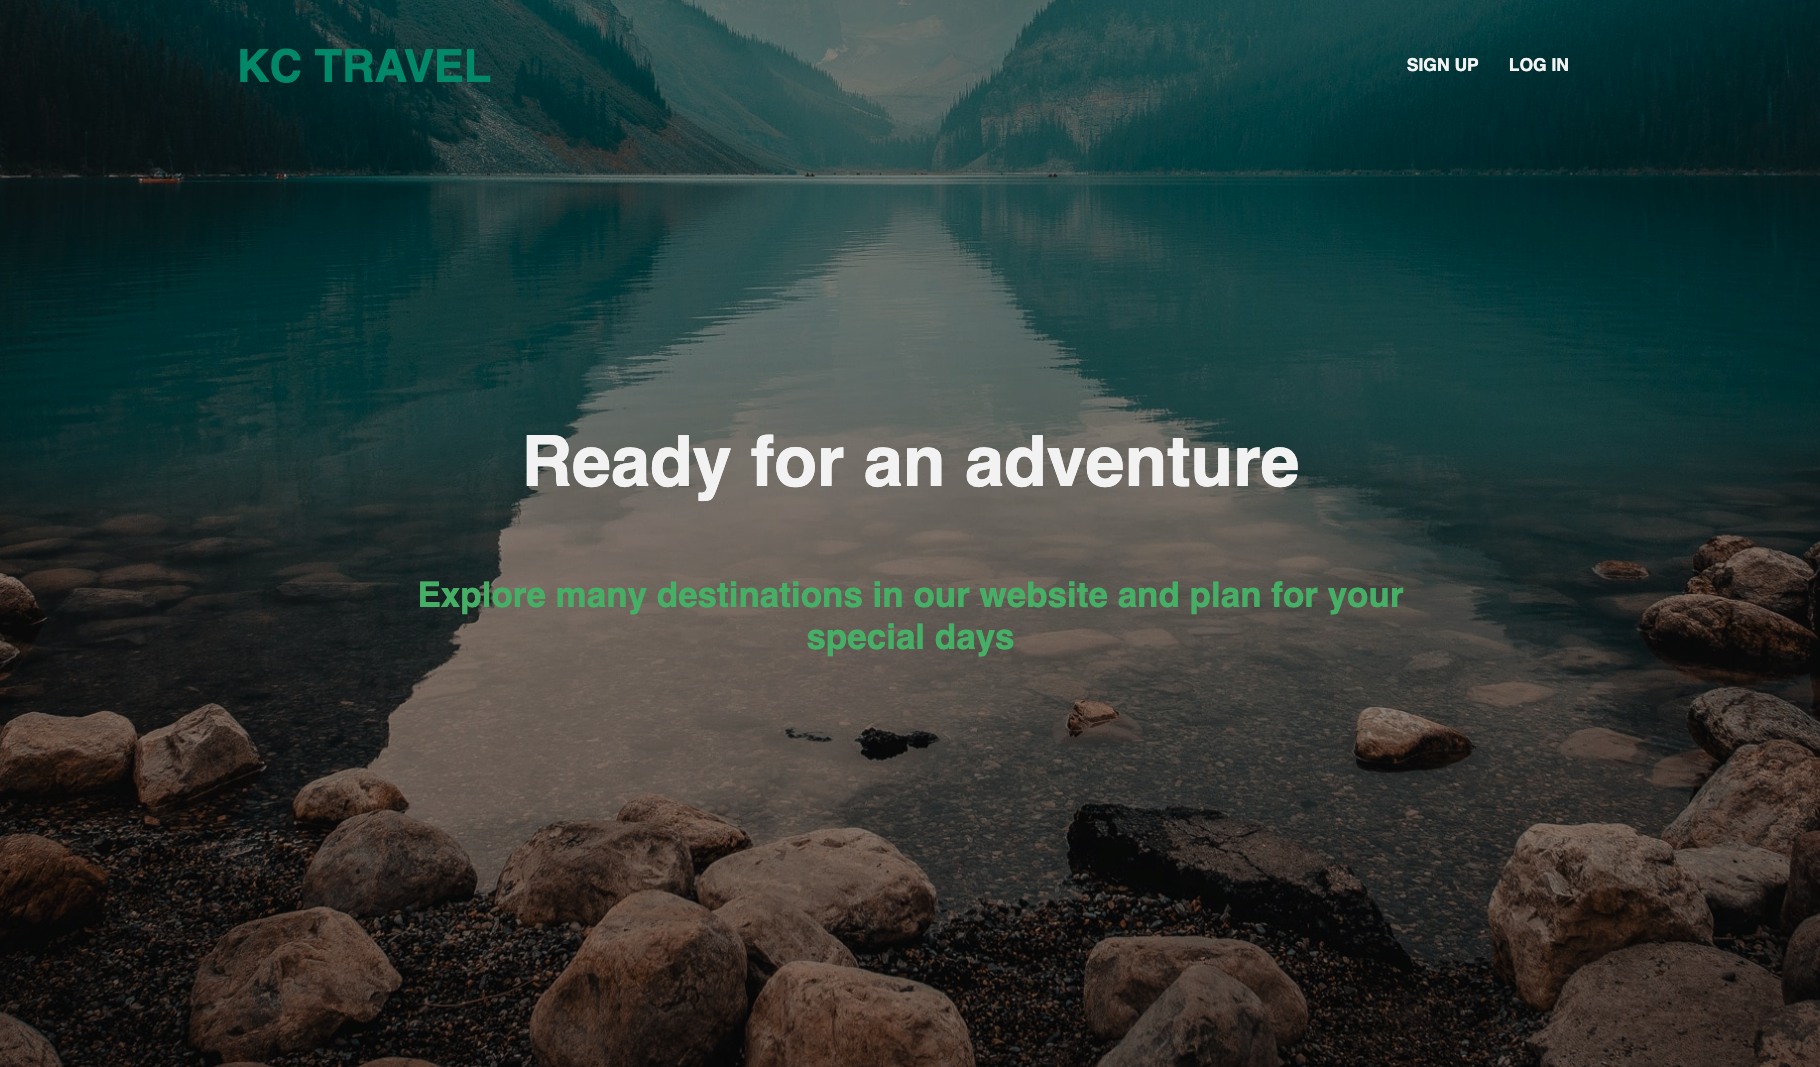 KC TRAVEL
SIGN UP
LOG IN
Ready for an adventure
Explore many destinations in our website and plan for your
special days